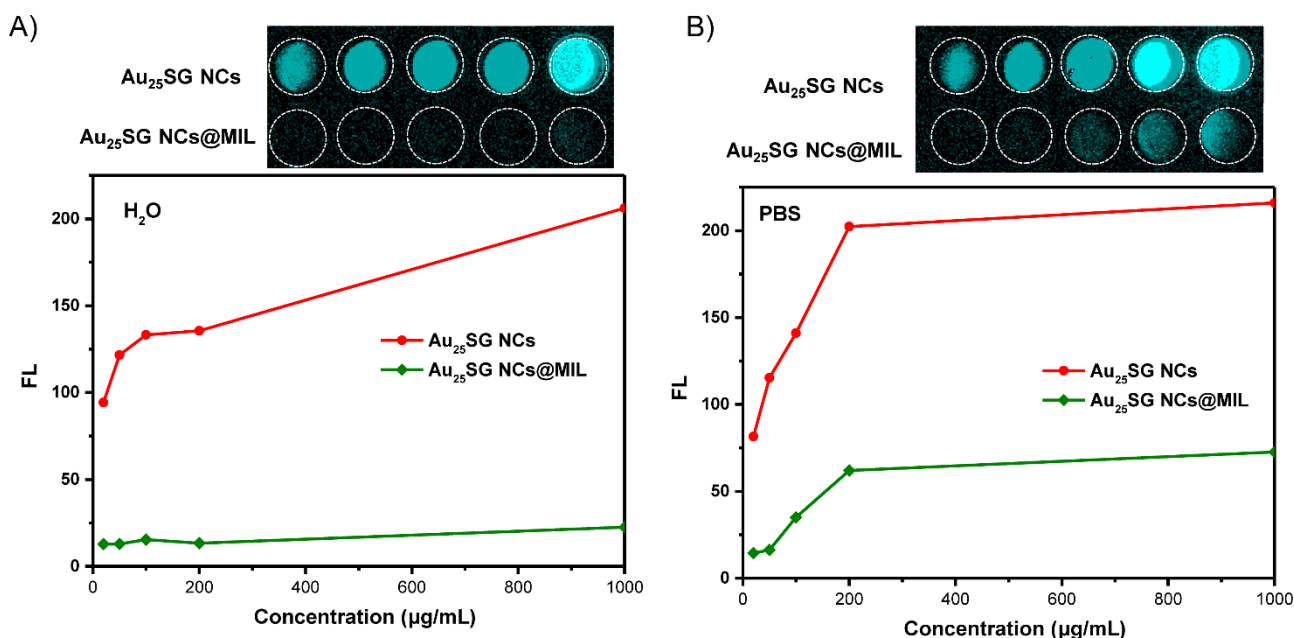 A)
Au25SG NCs
Au25SG NCs@MIL
H2O
200
150
100
50
0
FL
Au25SG NCs
Au25SG NCs@MIL
0 200 400 600 800 1000
Concentration (µg/mL)
B)
Au25SG NCs
Au25SG NCs@MIL
PBS
200
150
100
50
0
FL
Au25SG NCs
Au25SG NCs@MIL
0 200 400 600 800 1000
Concentration (µg/mL)